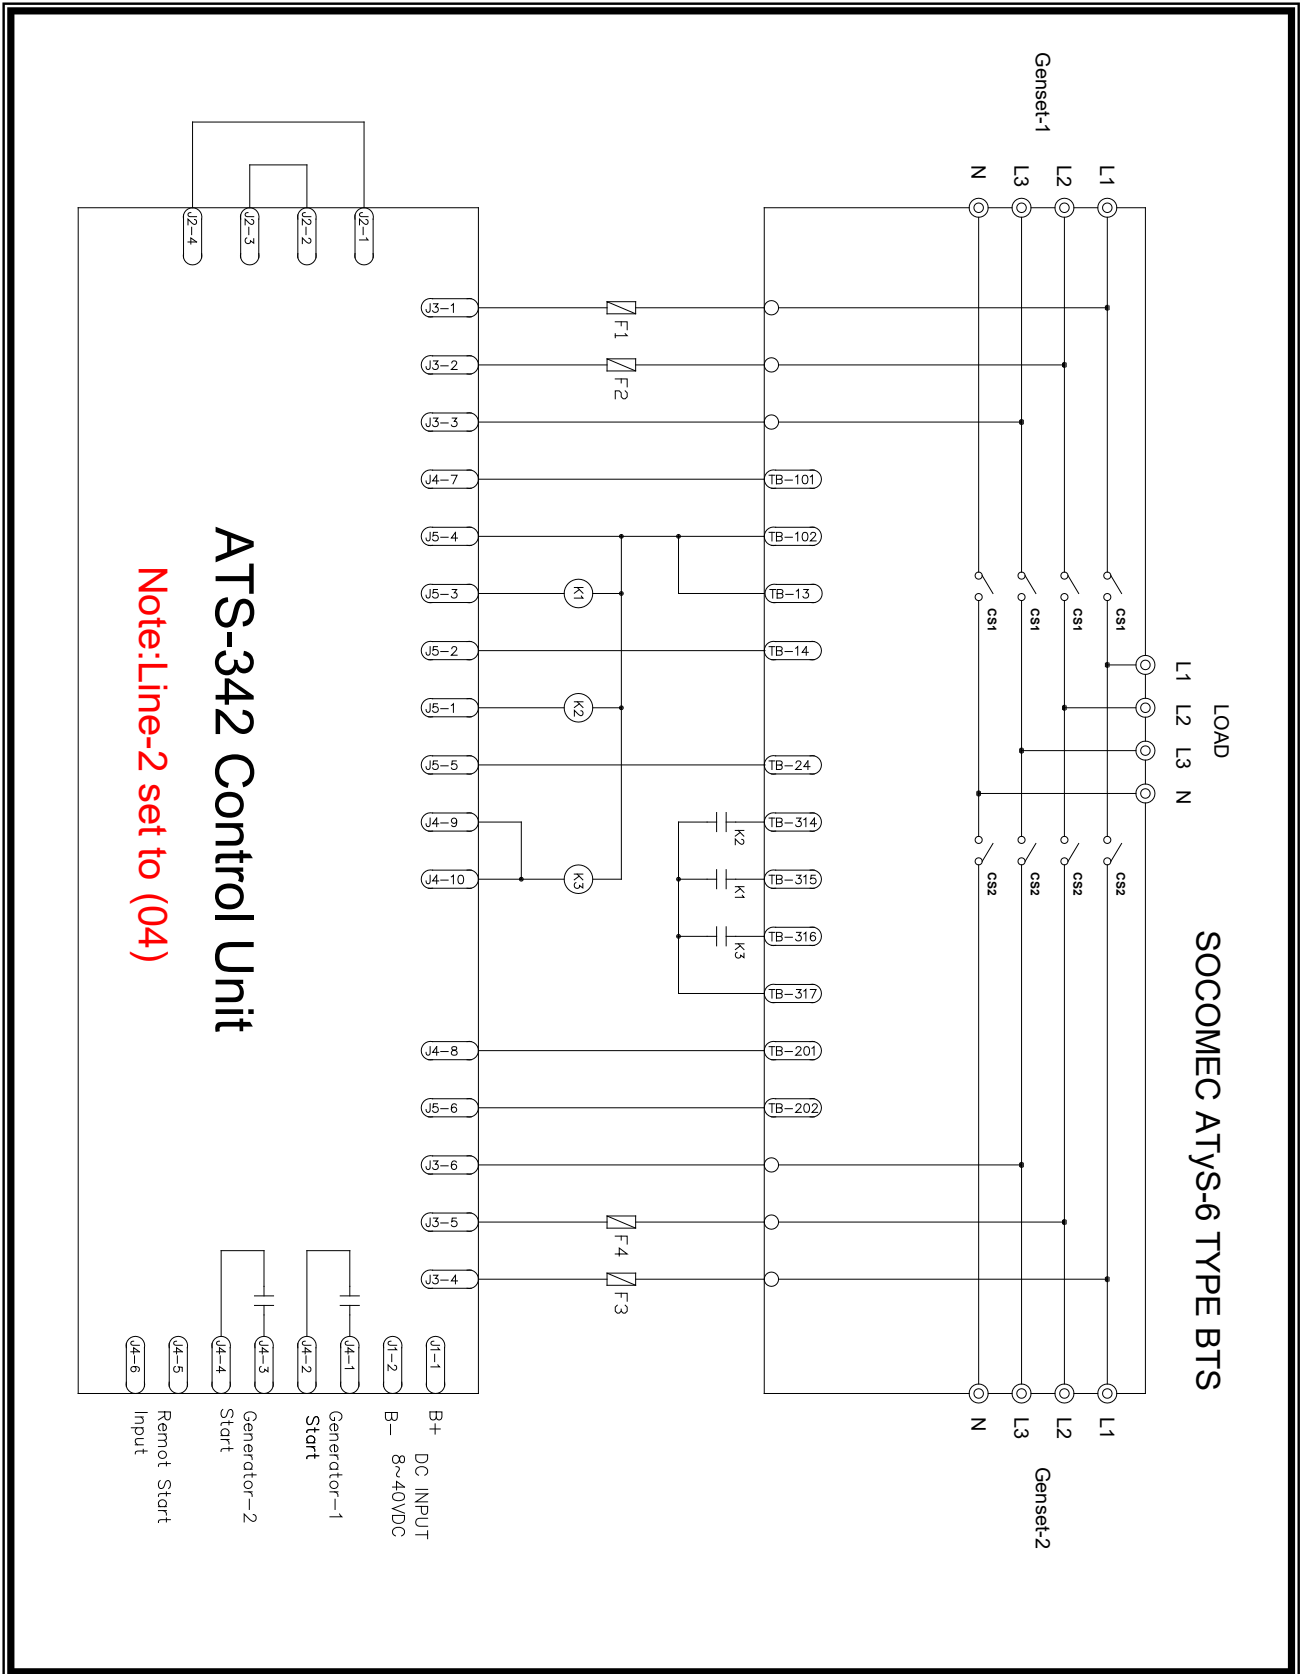 SOCOMEC ATyS-6 TYPE BTS
LOAD
L1 L2 L3 N
Genset-1
L1
L2
L3
N
CS1
CS1
CS1
CS1
CS2
CS2
CS2
CS2
L1
L2
L3
N
Genset-2
TB-101
TB-102
TB-13
TB-14
TB-24
TB-314
TB-315
TB-316
TB-317
TB-201
TB-202
K2
K1
K3
F1
F2
F4
F3
K1
K2
K3
J3-1
J3-2
J3-3
J4-7
J5-4
J5-3
J5-2
J5-1
J5-5
J4-9
J4-10
J4-8
J5-6
J3-6
J3-5
J3-4
J2-1
J2-2
J2-3
J2-4
ATS-342 Control Unit
Note:Line-2 set to (04)
J1-1
J1-2
J4-1
J4-2
J4-3
J4-4
J4-5
J4-6
B+ DC INPUT
B- 8~40VDC
Generator-1
Start
Generator-2
Start
Remot Start
Input